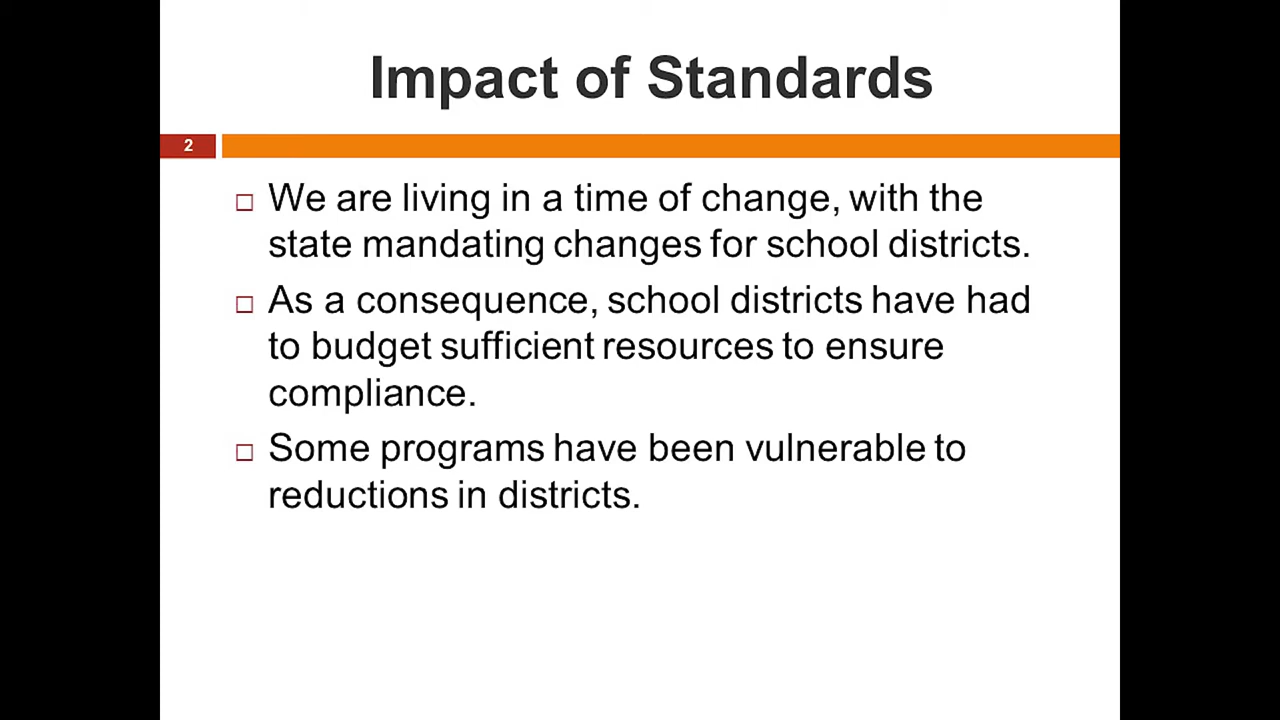 Impact of Standards
2
We are living in a time of change, with the
state mandating changes for school districts.
As a consequence, school districts have had
to budget sufficient resources to ensure
compliance.
Some programs have been vulnerable to
reductions in districts.